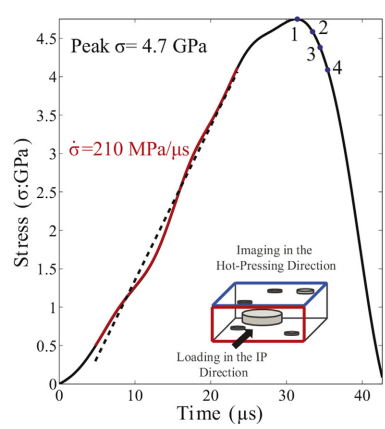 4.5
4
3.5
3
2.5
2
1.5
1
0.5
0
Stress (σ:GPa)
Peak σ= 4.7 GPa
σ̇=210 MPa/μs
1
2
3
4
Imaging in the
Hot-Pressing Direction
Loading in the IP
Direction
0 10 20 30 40
Time (μs)